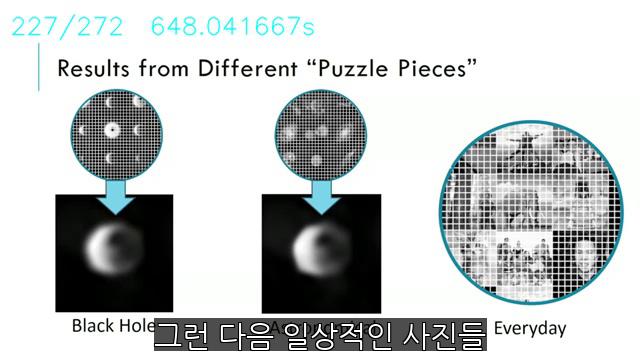 227/272 648.041667s
Results from Different “Puzzle Pieces”
Black Hole
Everyday
그런 다음 일상적인 사진들